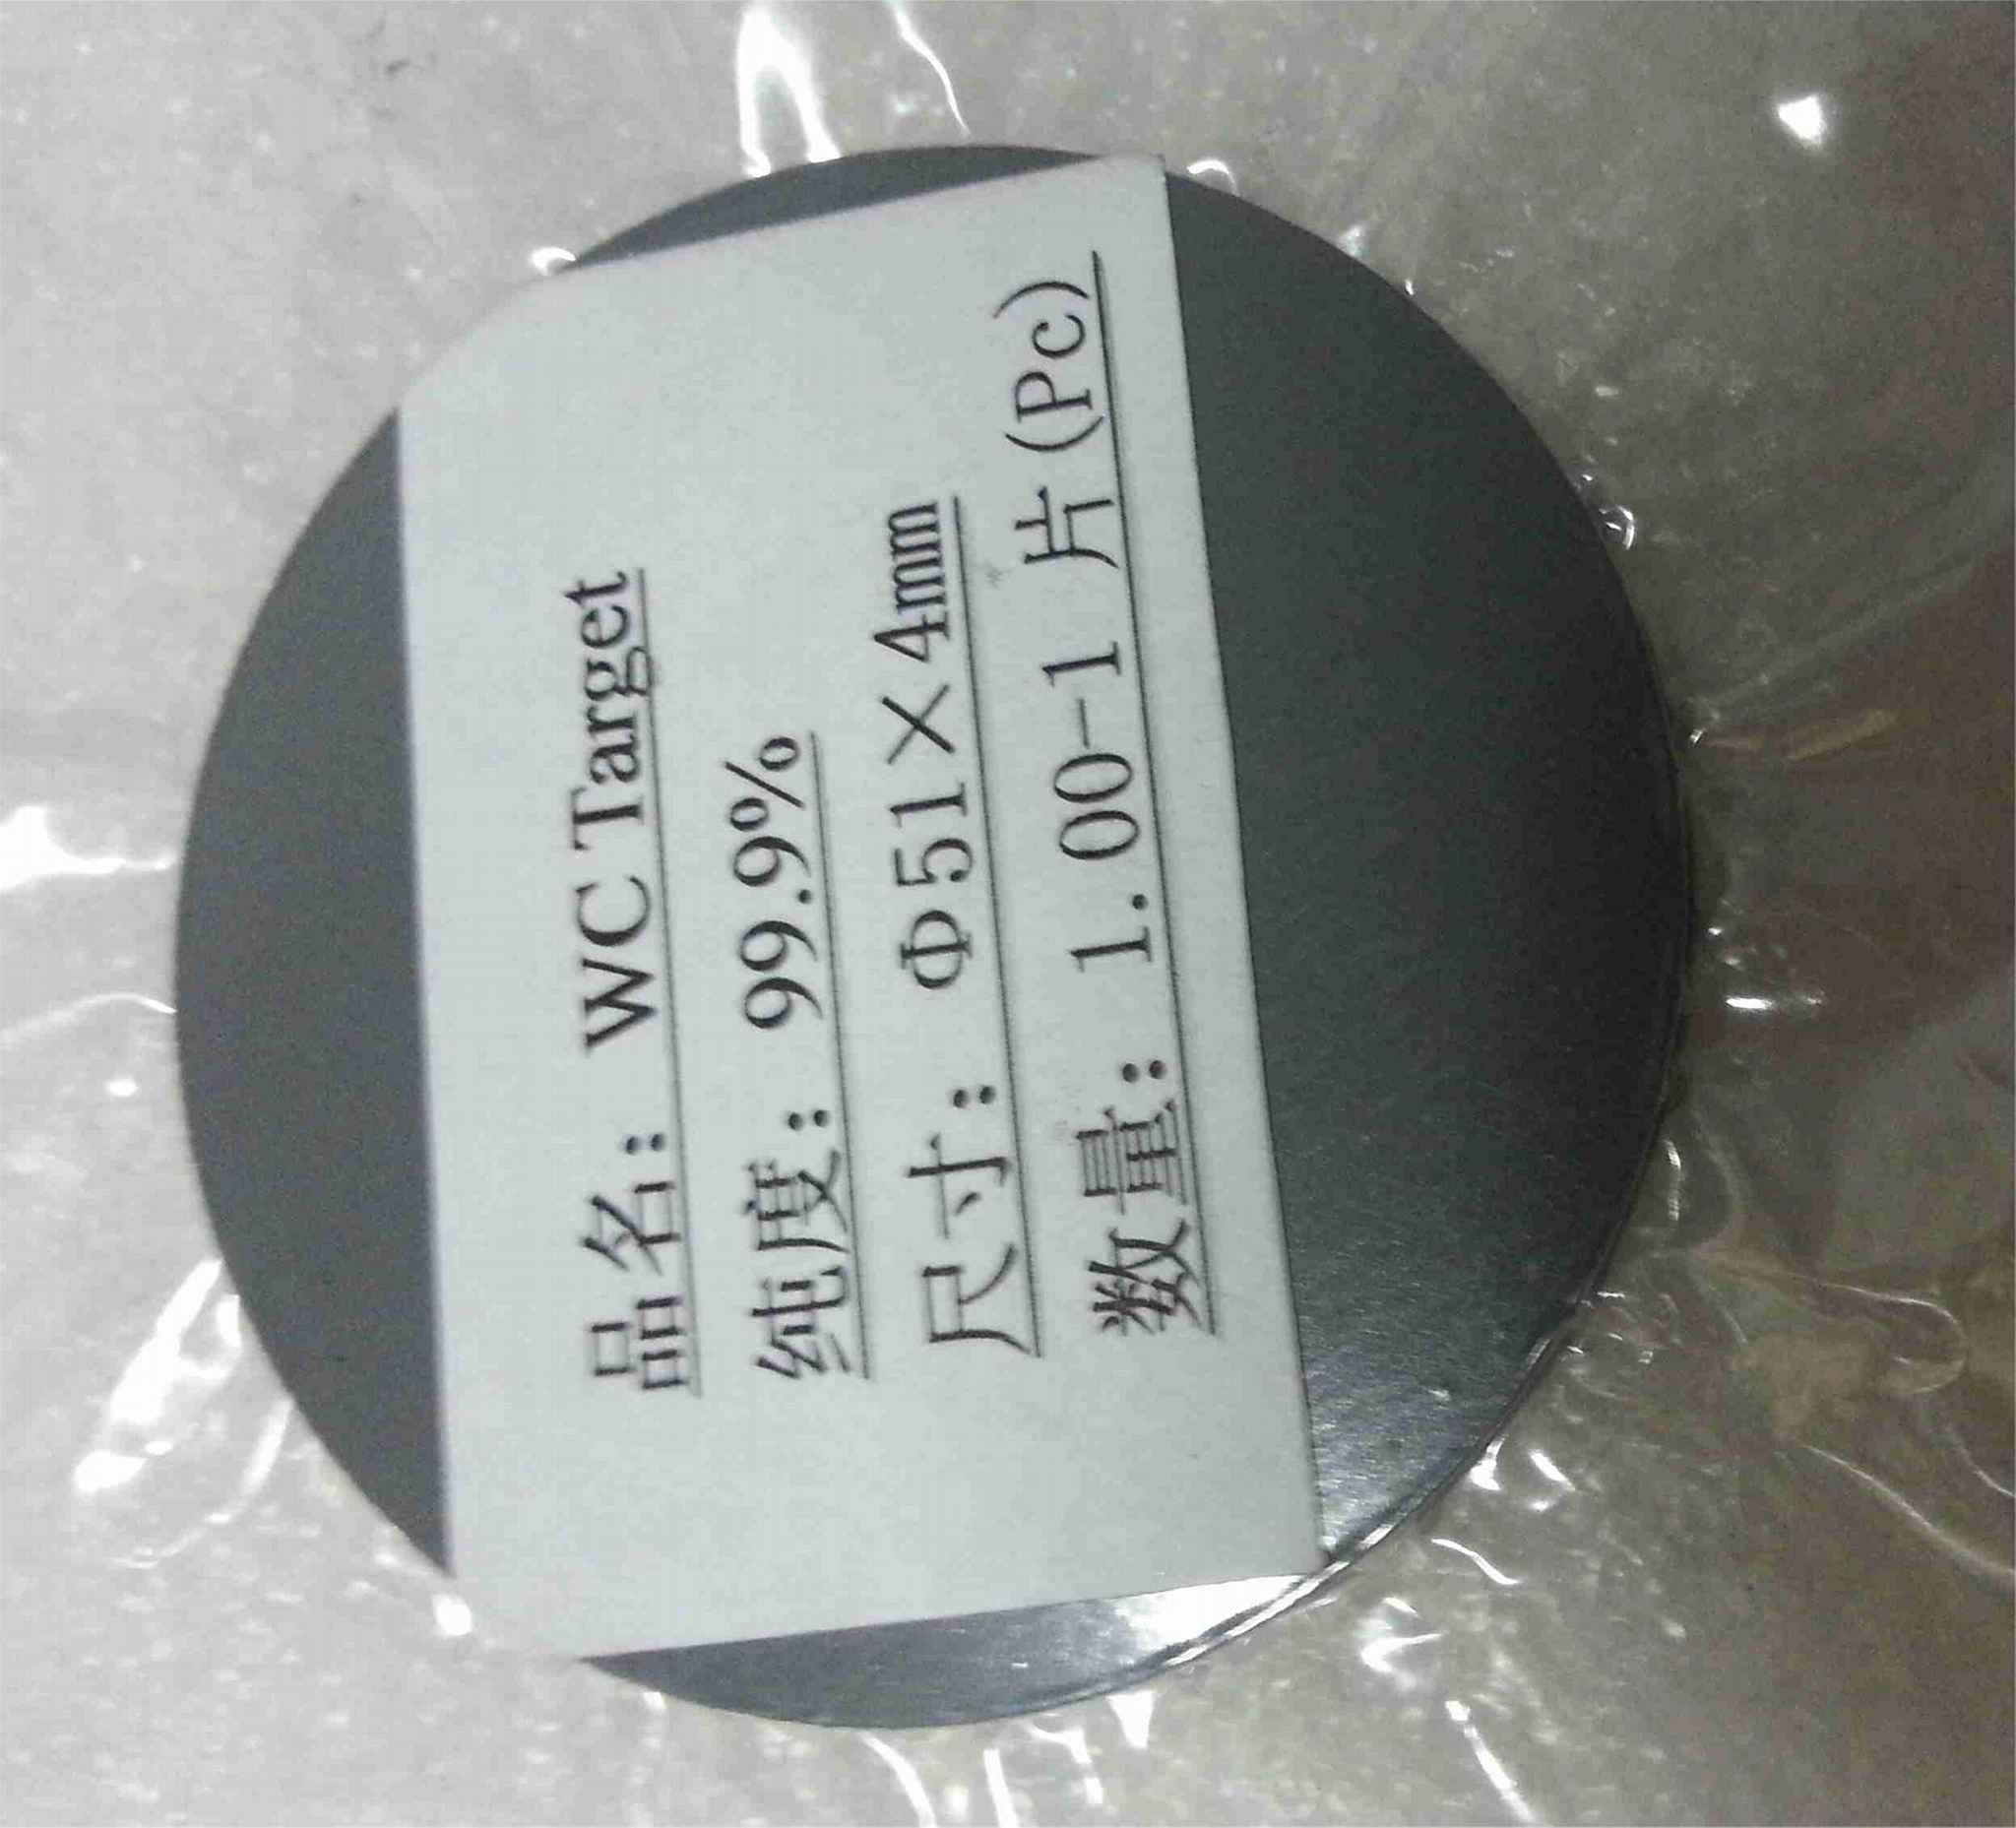 品名： WC Target
纯度： 99.9%
尺寸： Φ51×4mm
数量： 1.00-1 片(Pc)